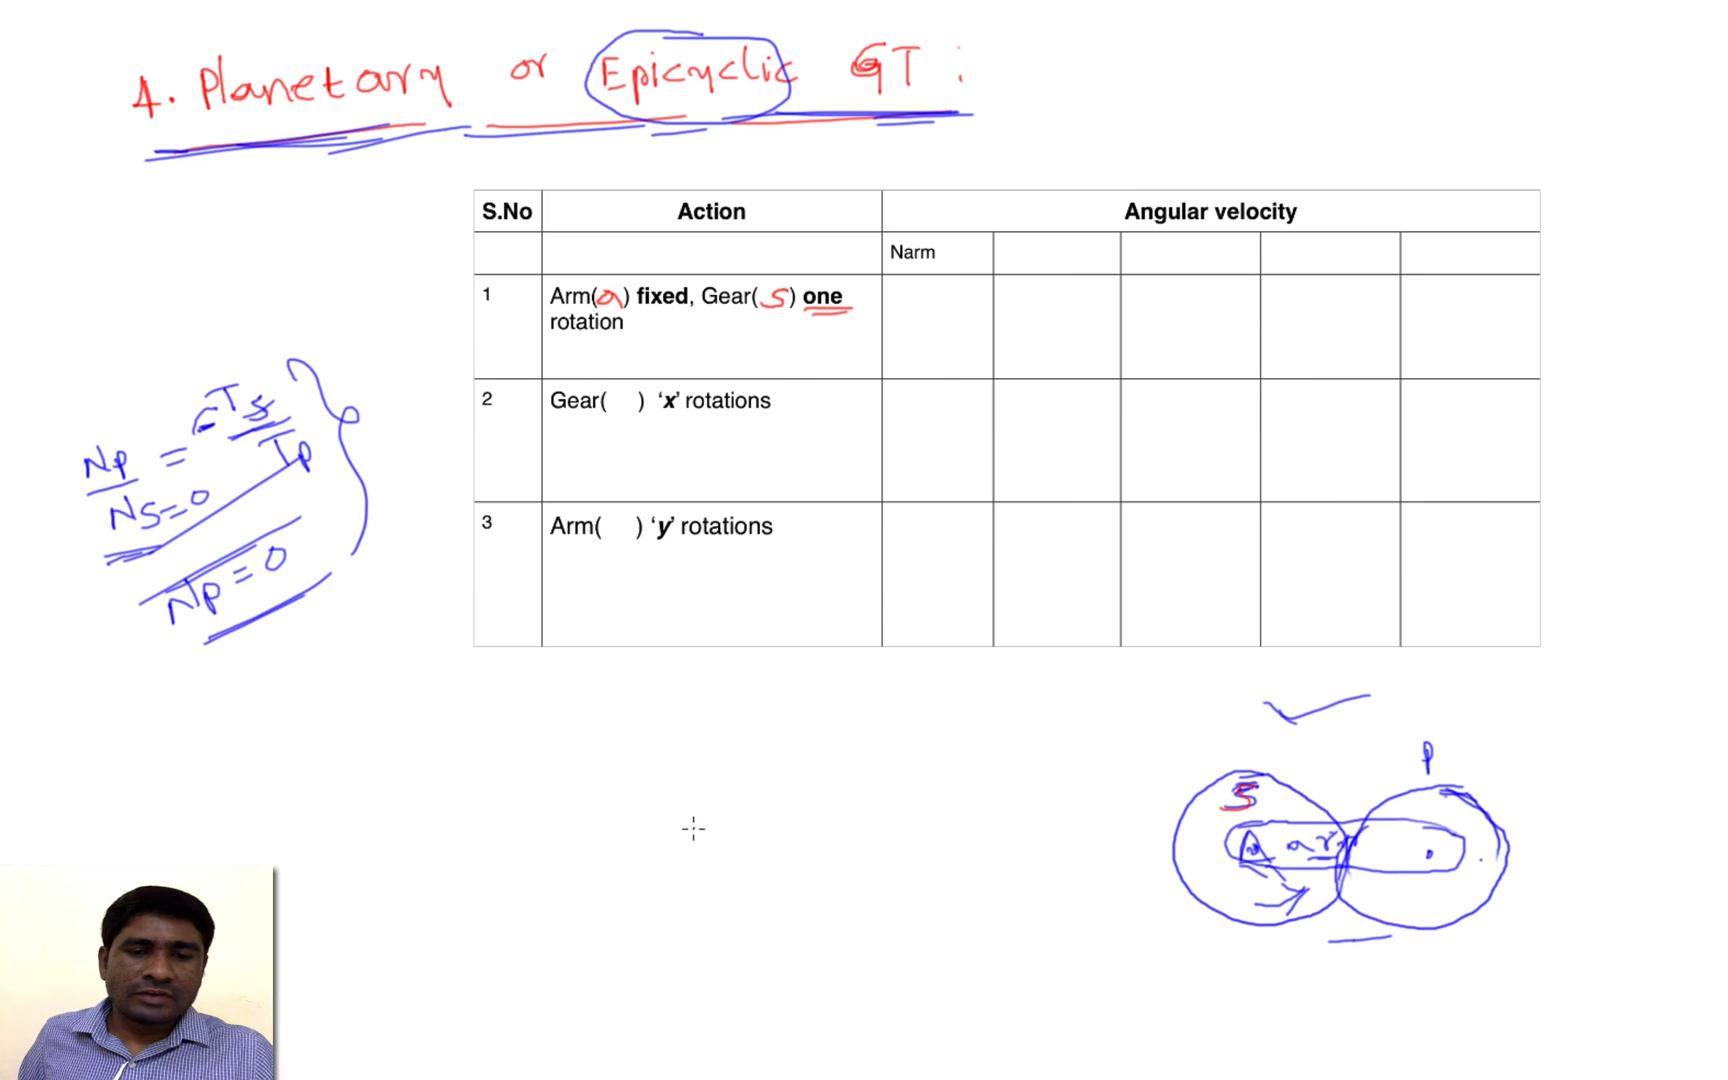 4. Planetary or Epicyclic GT :
S.No Action Angular velocity
Narm
1 Arm(a) fixed, Gear(S) one
rotation
2 Gear( ) ‘x’ rotations
3 Arm( ) ‘y’ rotations
Np = -Ts
Ns=0 Tp
Np = 0
P
S
A